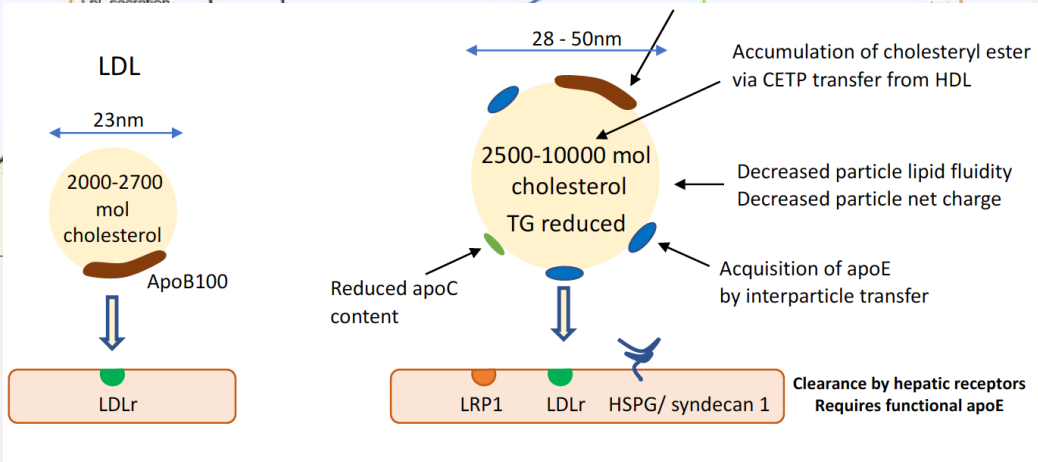 LDL
23nm
2000-2700
mol
cholesterol
ApoB100
LDLr
28 - 50nm
2500-10000 mol
cholesterol
TG reduced
Reduced apoC
content
Accumulation of cholesteryl ester
via CETP transfer from HDL
Decreased particle lipid fluidity
Decreased particle net charge
Acquisition of apoE
by interparticle transfer
LRP1
LDLr
HSPG/ syndecan 1
Clearance by hepatic receptors
Requires functional apoE